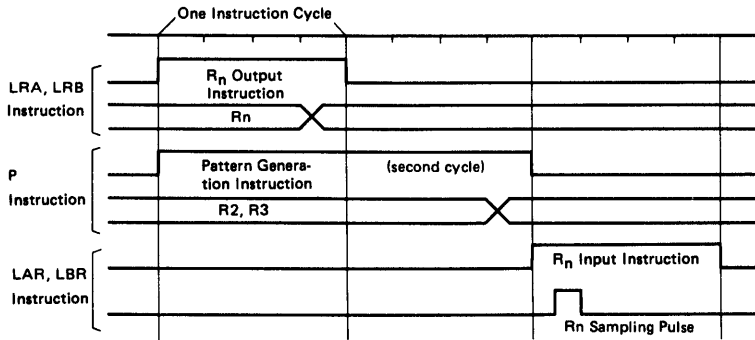 One Instruction Cycle
LRA, LRB
Instruction
Rn Output
Instruction
Rn
P
Instruction
Pattern Genera-
tion Instruction
(second cycle)
R2, R3
LAR, LBR
Instruction
Rn Input Instruction
Rn Sampling Pulse